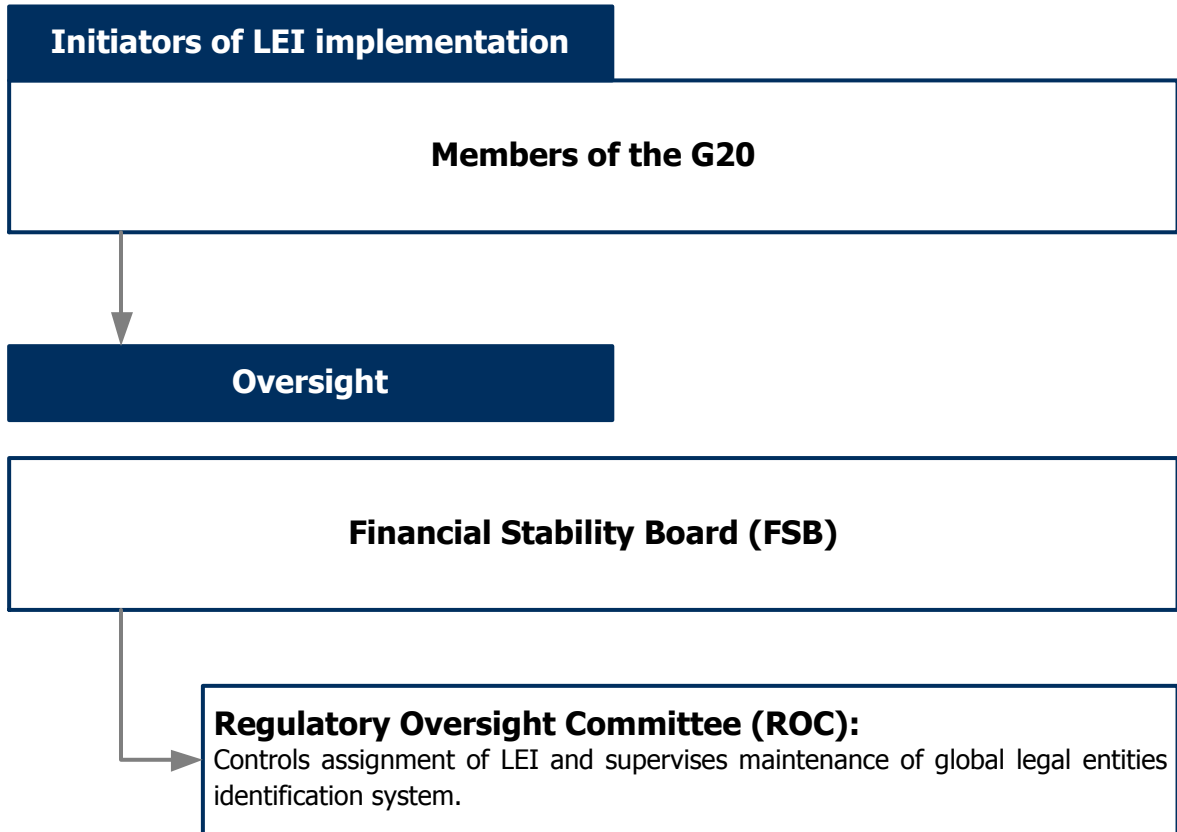 Initiators of LEI implementation
Members of the G20
Oversight
Financial Stability Board (FSB)
Regulatory Oversight Committee (ROC):
Controls assignment of LEI and supervises maintenance of global legal entities
identification system.